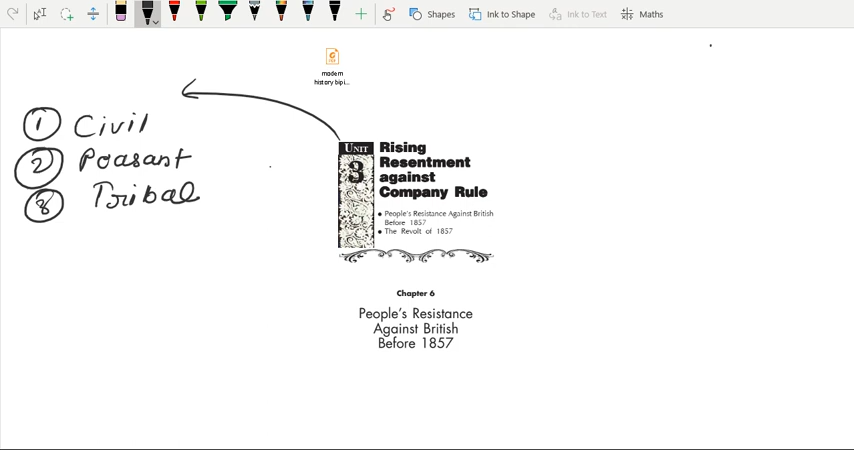 Shapes
Ink to Shape
Ink to Text
Maths
modern
history bipi...
① Civil
② Peasant
③ Tribal
UNIT
3
Rising
Resentment
against
Company Rule
• People's Resistance Against British
Before 1857
• The Revolt of 1857
Chapter 6
People's Resistance
Against British
Before 1857